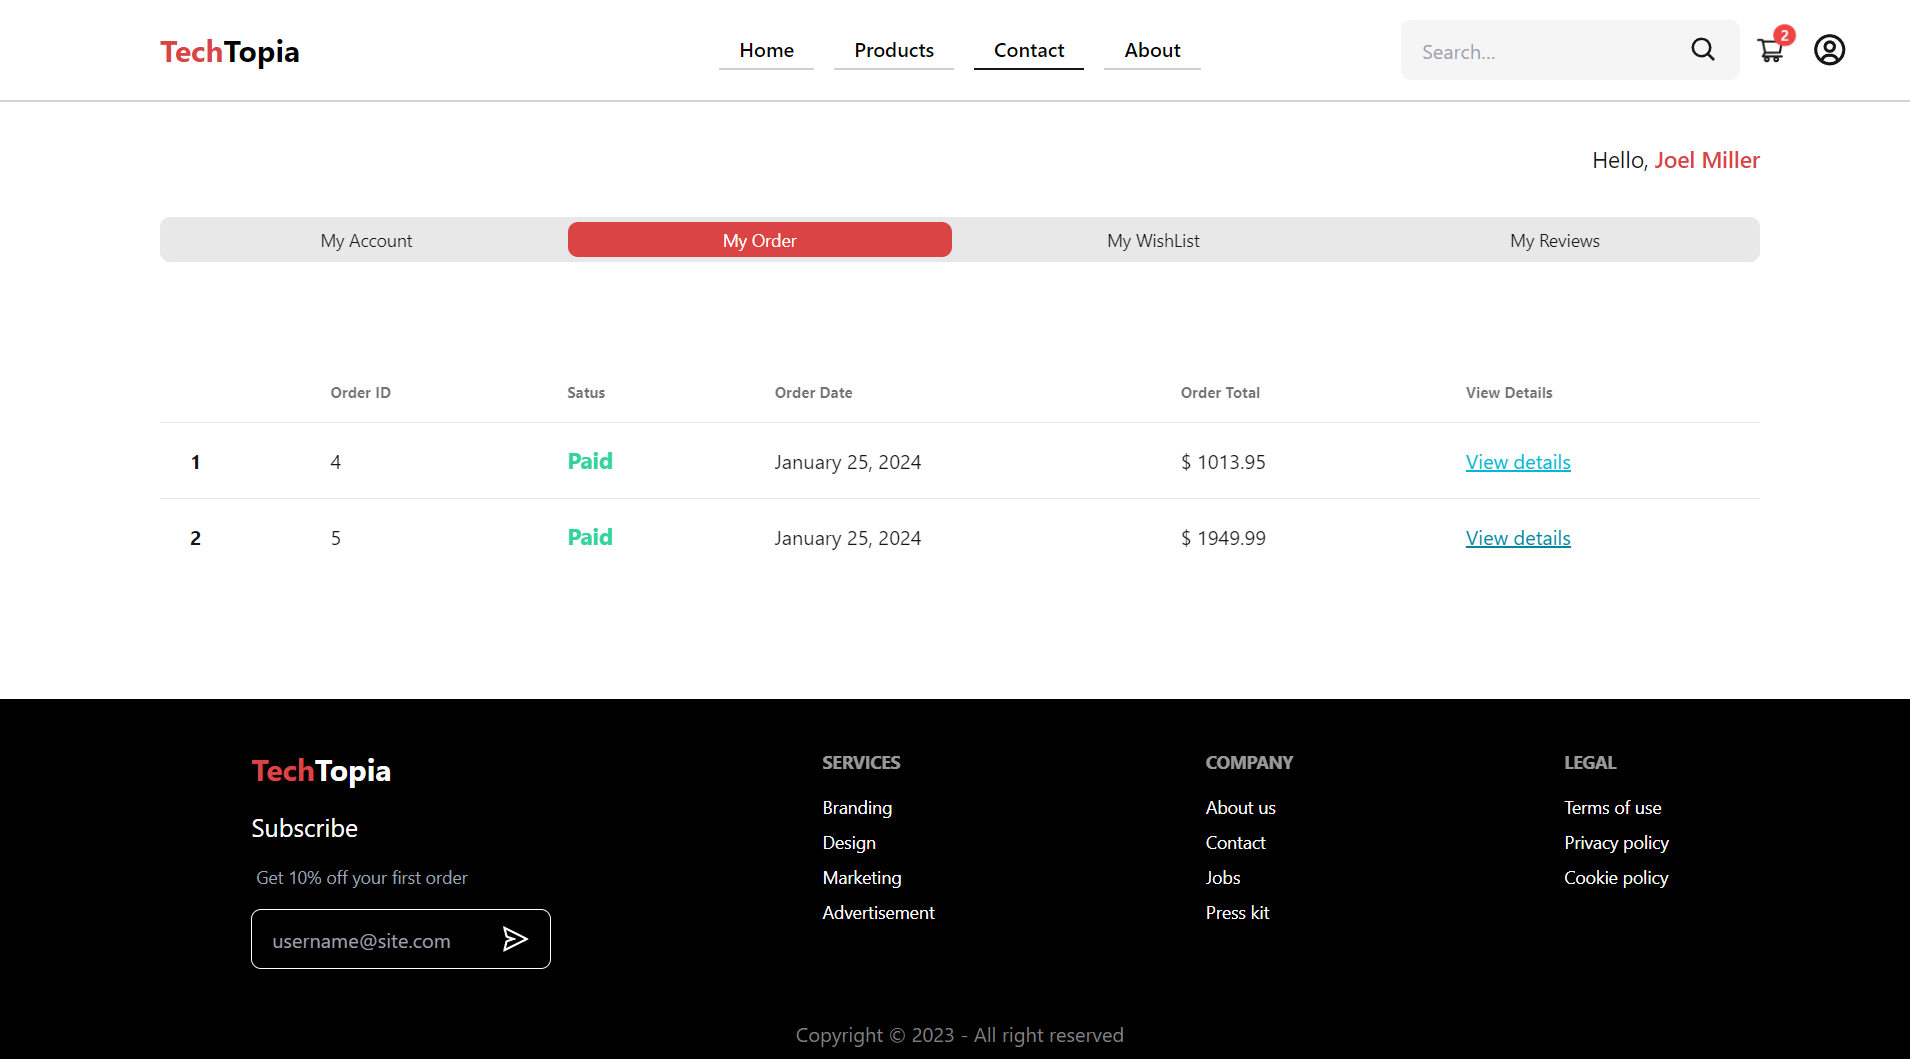 TechTopia
Home Products Contact About
Search...
2
Hello, Joel Miller
My Account My Order My WishList My Reviews
Order ID Satus Order Date Order Total View Details
1 4 Paid January 25, 2024 $ 1013.95 View details
2 5 Paid January 25, 2024 $ 1949.99 View details
TechTopia
Subscribe
Get 10% off your first order
username@site.com
SERVICES
Branding
Design
Marketing
Advertisement
COMPANY
About us
Contact
Jobs
Press kit
LEGAL
Terms of use
Privacy policy
Cookie policy
Copyright © 2023 - All right reserved